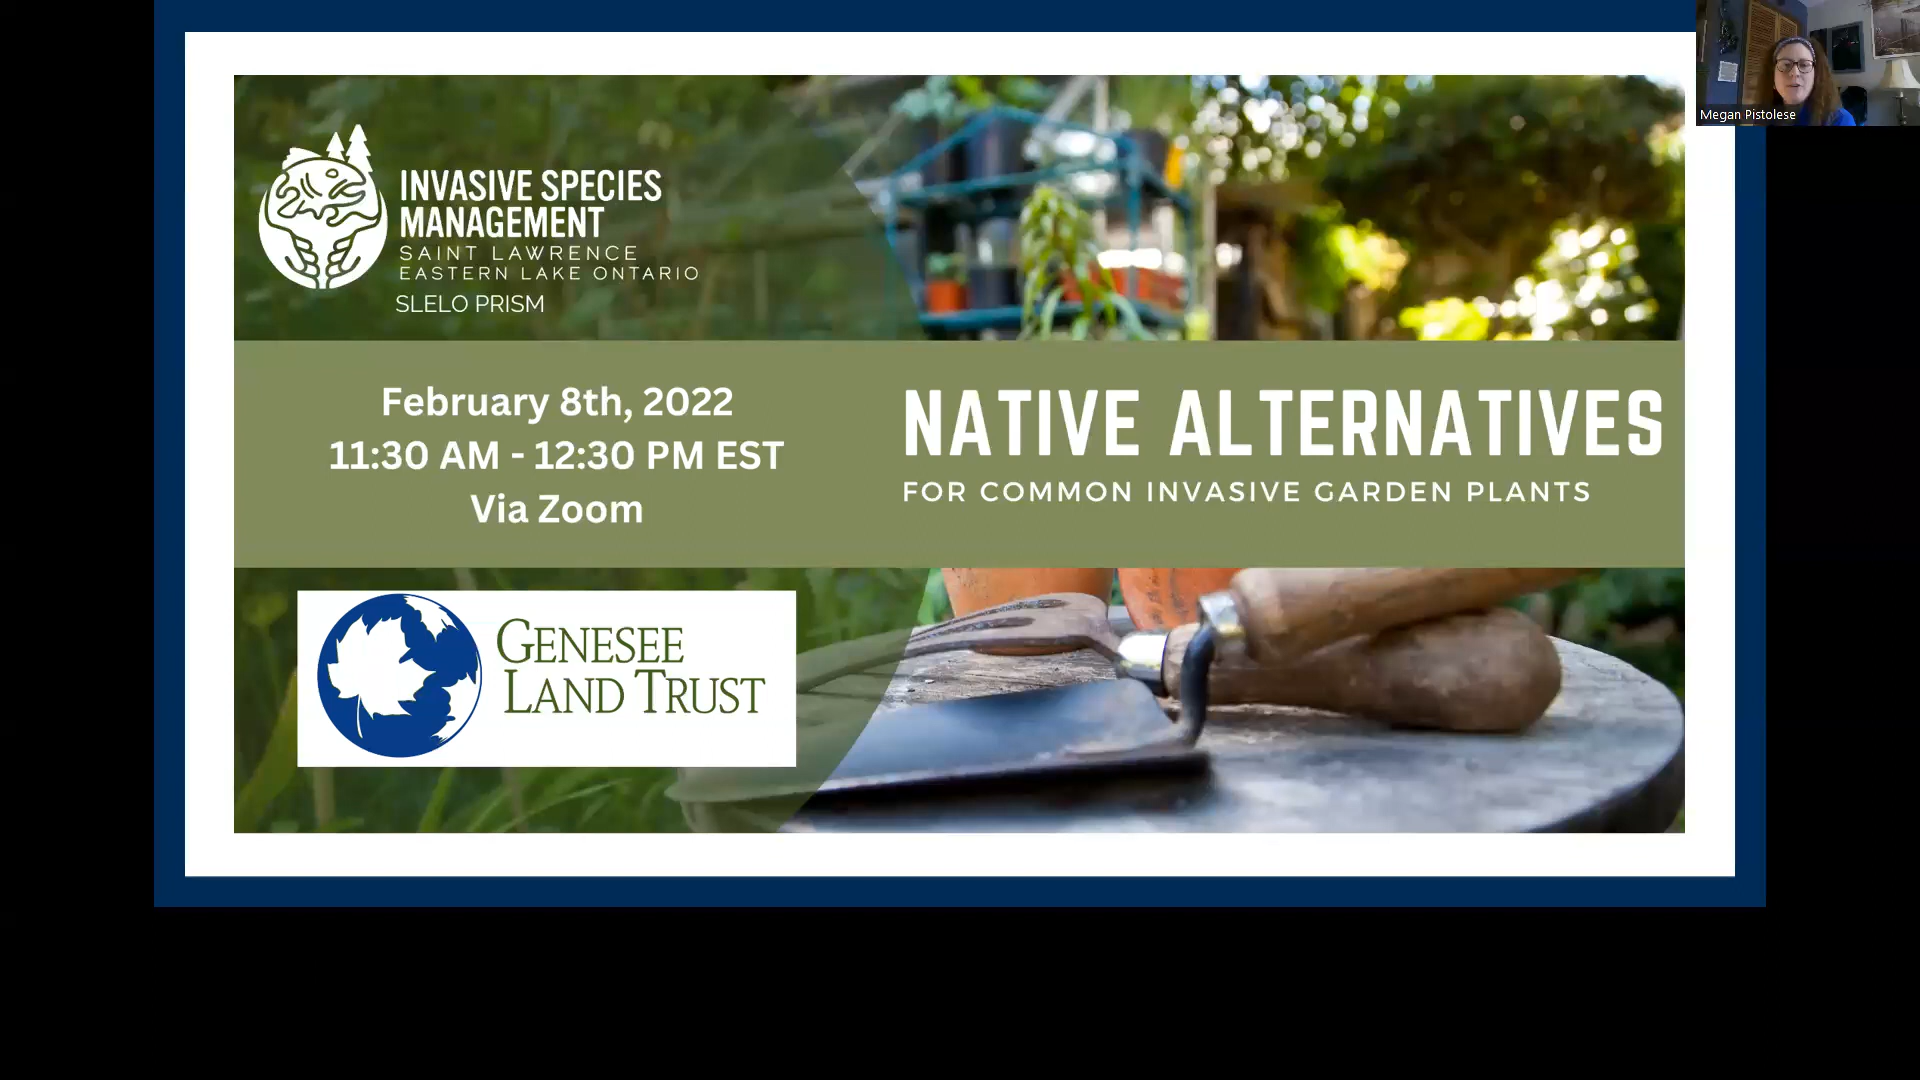 Megan Pistolese
INVASIVE SPECIES
MANAGEMENT
SAINT LAWRENCE
EASTERN LAKE ONTARIO
SLELO PRISM
February 8th, 2022
11:30 AM - 12:30 PM EST
Via Zoom
NATIVE ALTERNATIVES
FOR COMMON INVASIVE GARDEN PLANTS
GENESEE
LAND TRUST